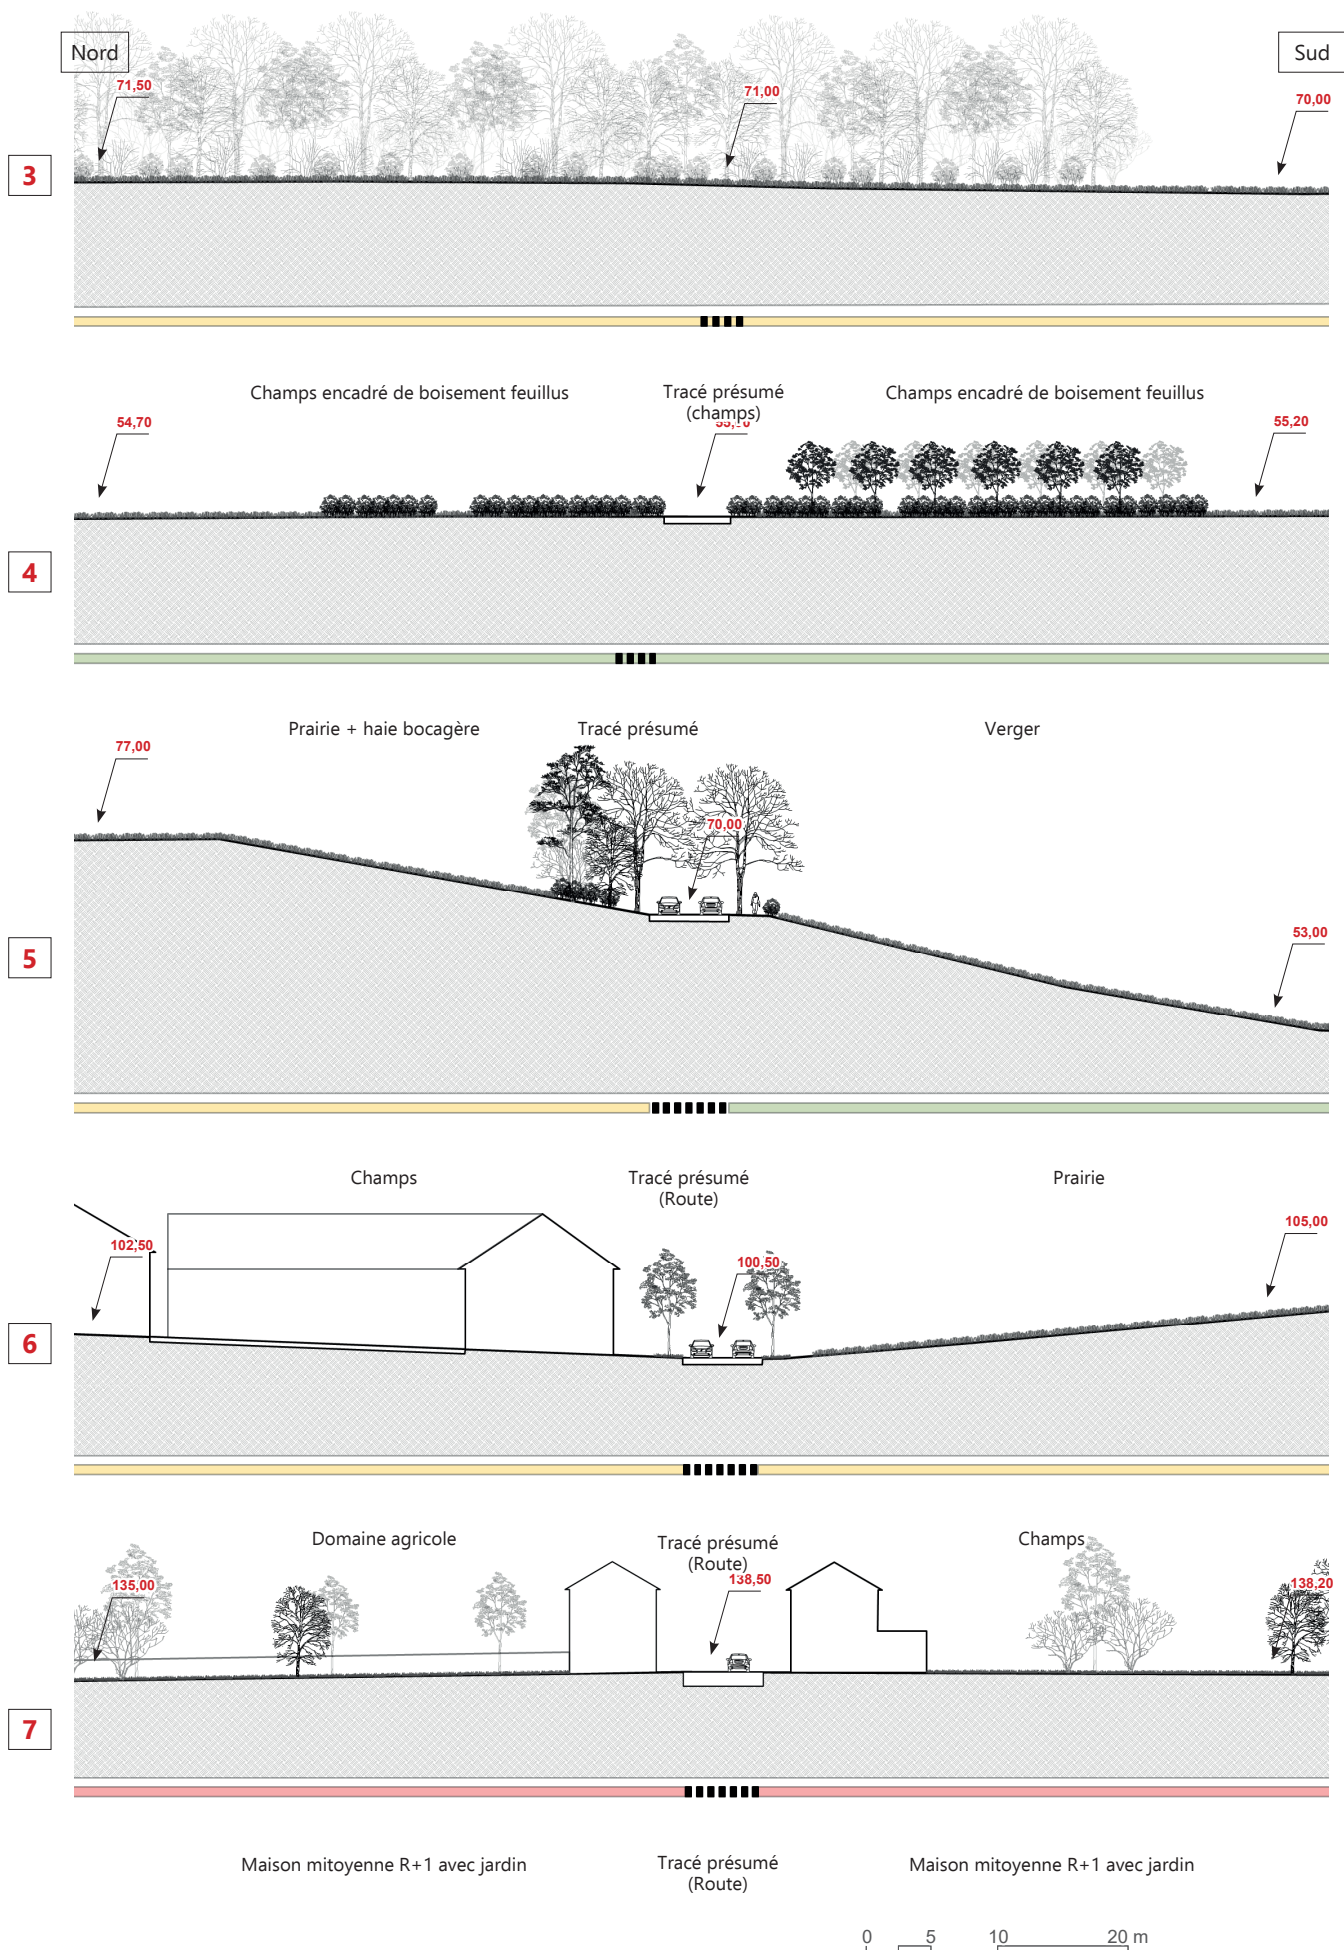 Nord
Sud
71,50
71,00
70,00
3
Champs encadré de boisement feuillus
Tracé présumé
(champs)
Champs encadré de boisement feuillus
54,70
55,20
4
Prairie + haie bocagère
Tracé présumé
Verger
77,00
70,00
53,00
5
Champs
Tracé présumé
(Route)
Prairie
102,50
100,50
105,00
6
Domaine agricole
Tracé présumé
(Route)
Champs
135,00
138,50
138,20
7
Maison mitoyenne R+1 avec jardin
Tracé présumé
(Route)
Maison mitoyenne R+1 avec jardin
0 5 10 20 m